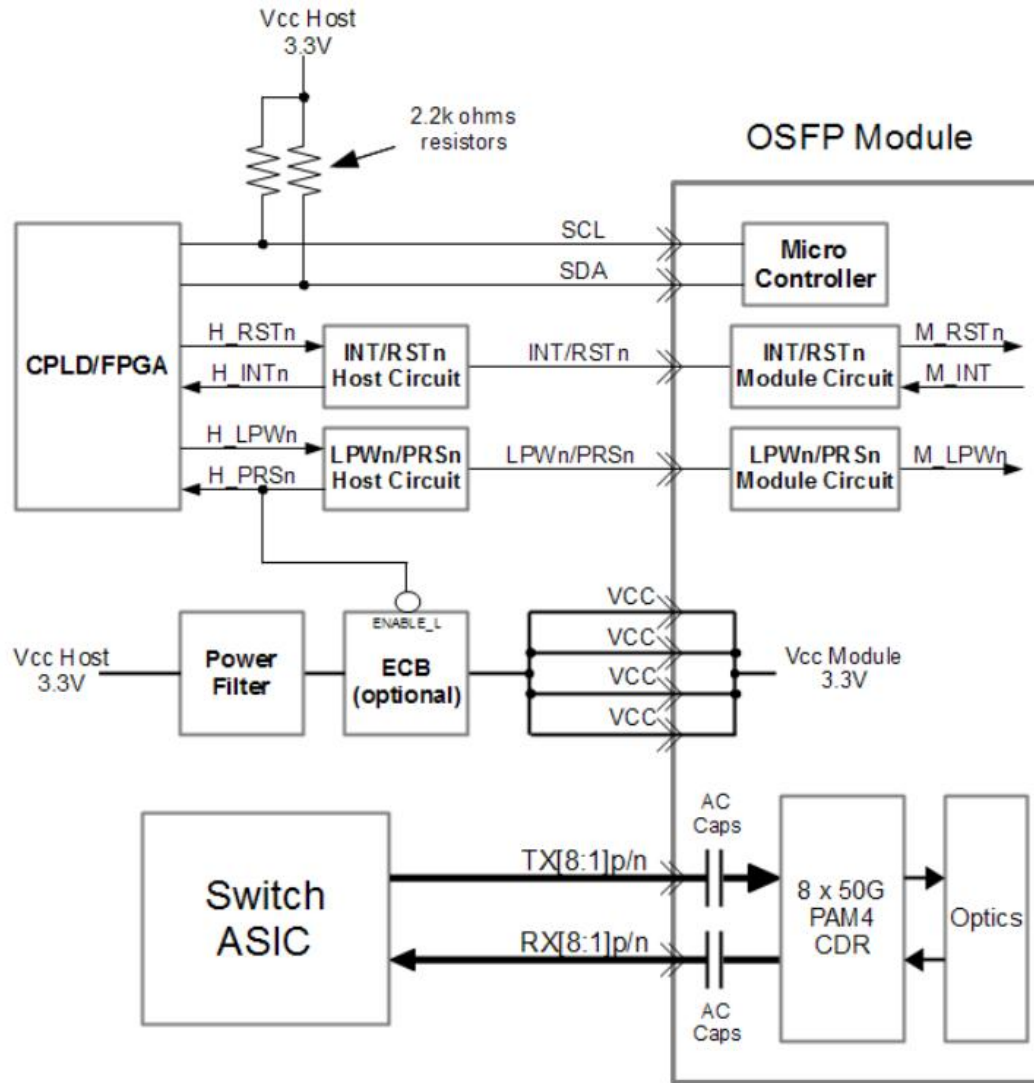 Vcc Host
3.3V
2.2k ohms
resistors
OSFP Module
SCL
SDA
Micro
Controller
CPLD/FPGA
H_RSTn
H_INTn
INT/RSTn
Host Circuit
INT/RSTn
INT/RSTn
Module Circuit
M_RSTn
M_INT
H_LPWn
H_PRSn
LPWn/PRSn
Host Circuit
LPWn/PRSn
LPWn/PRSn
Module Circuit
M_LPWn
Vcc Host
3.3V
Power
Filter
ENABLE_L
ECB
(optional)
VCC
VCC
VCC
VCC
Vcc Module
3.3V
Switch
ASIC
TX[8:1]p/n
RX[8:1]p/n
AC
Caps
AC
Caps
8 x 50G
PAM4
CDR
Optics